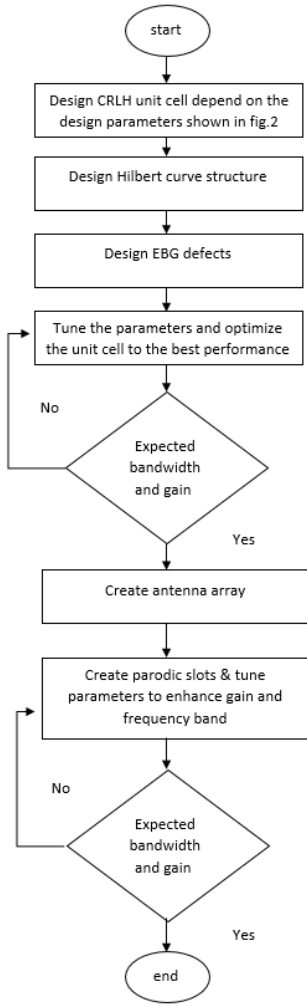 start
Design CRLH unit cell depend on the
design parameters shown in fig.2
Design Hilbert curve structure
Design EBG defects
Tune the parameters and optimize
the unit cell to the best performance
No
Expected
bandwidth
and gain
Yes
Create antenna array
Create parodic slots & tune
parameters to enhance gain and
frequency band
No
Expected
bandwidth
and gain
Yes
end